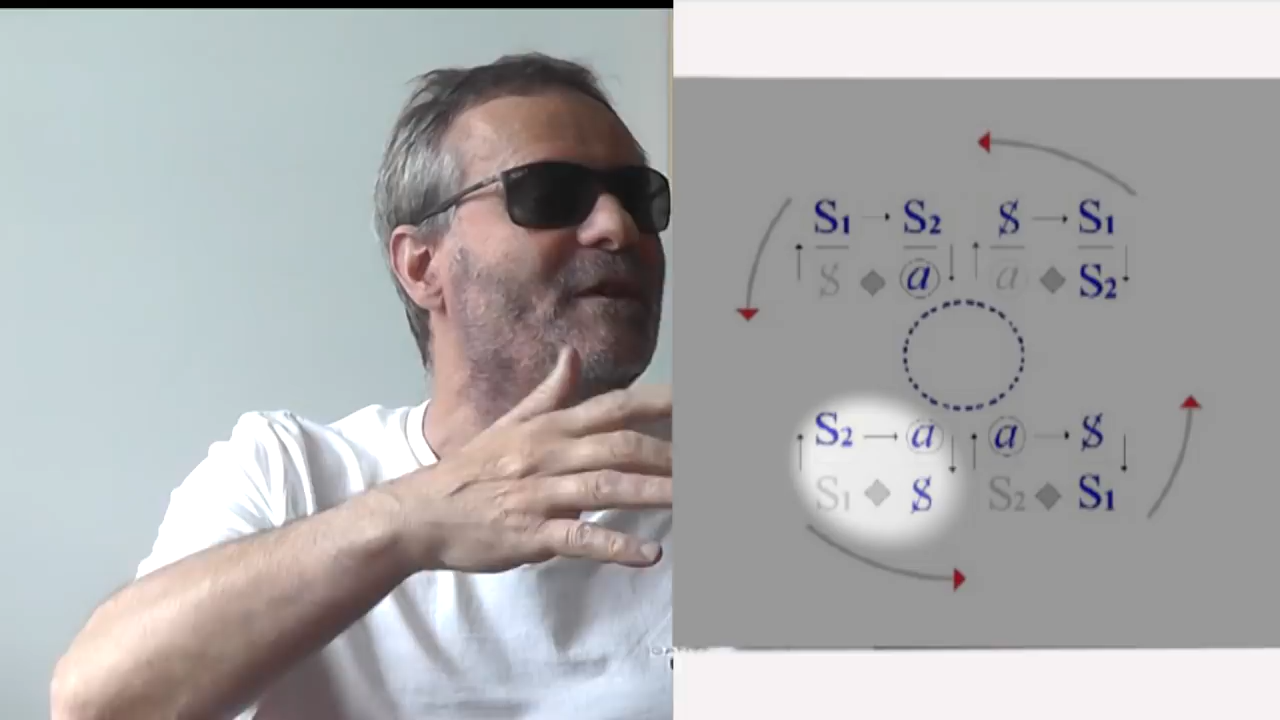 S1 → S2 $ → S1
$ ◆ a a ◆ S2
S2 → a a → $
S1 ◆ $ S2 ◆ S1